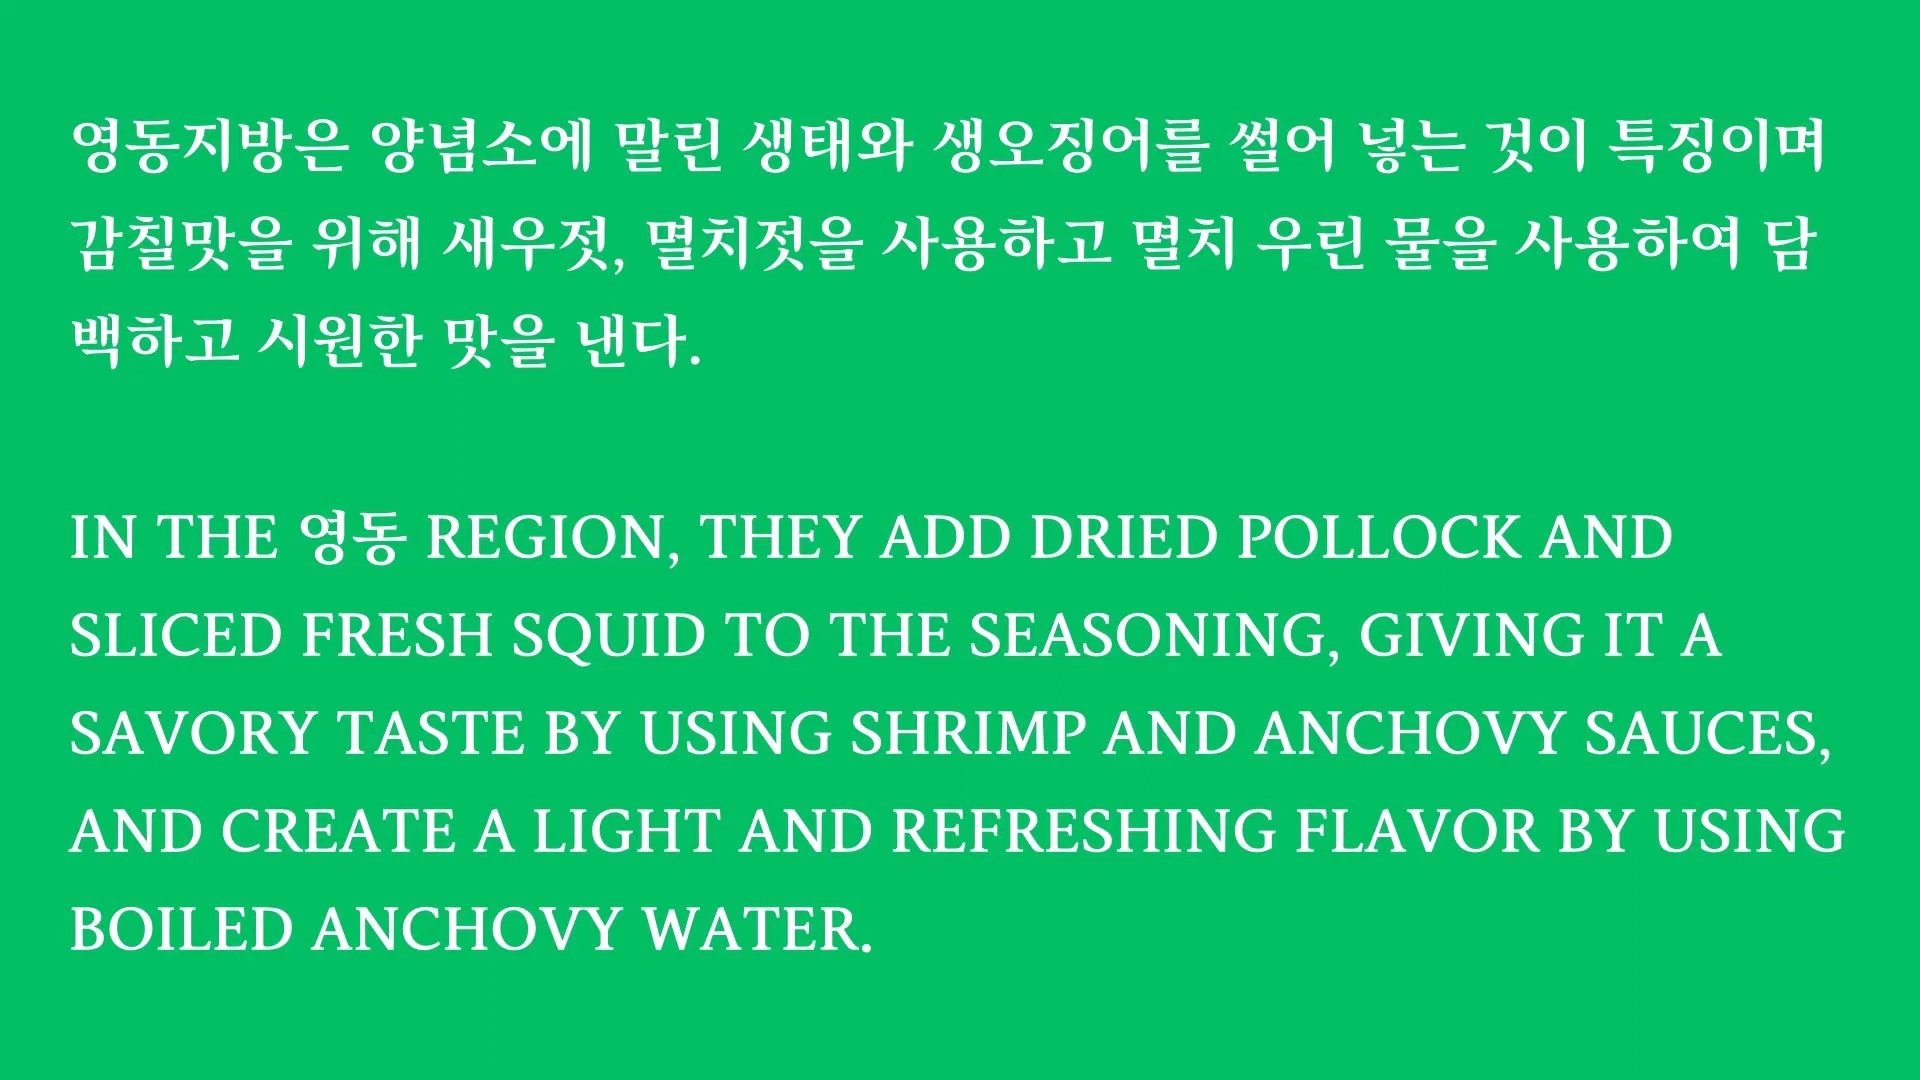 영동지방은 양념소에 말린 생태와 생오징어를 썰어 넣는 것이 특징이며
감칠맛을 위해 새우젓, 멸치젓을 사용하고 멸치 우린 물을 사용하여 담
백하고 시원한 맛을 낸다.
IN THE 영동 REGION, THEY ADD DRIED POLLOCK AND
SLICED FRESH SQUID TO THE SEASONING, GIVING IT A
SAVORY TASTE BY USING SHRIMP AND ANCHOVY SAUCES,
AND CREATE A LIGHT AND REFRESHING FLAVOR BY USING
BOILED ANCHOVY WATER.